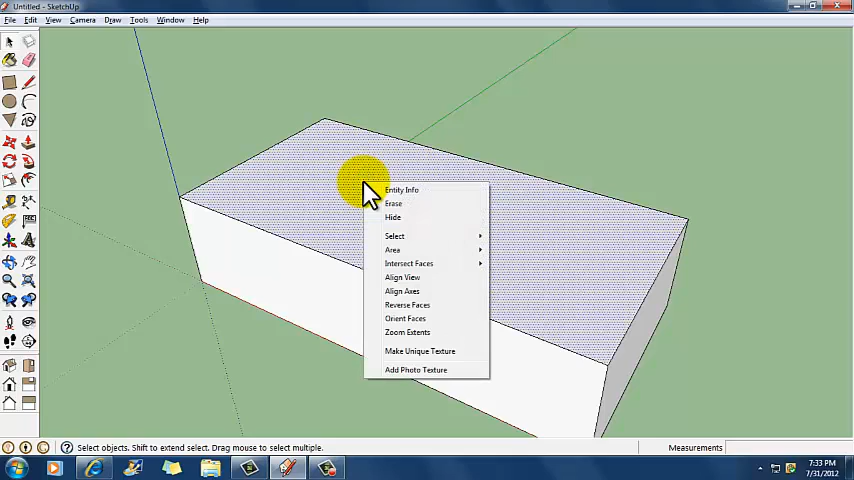 Untitled - SketchUp
File Edit View Camera Draw Tools Window Help
Entity Info
Erase
Hide
Select
Area
Intersect Faces
Align View
Align Axes
Reverse Faces
Orient Faces
Zoom Extents
Make Unique Texture
Add Photo Texture
Select objects. Shift to extend select. Drag mouse to select multiple.
Measurements
7:33 PM
7/31/2012